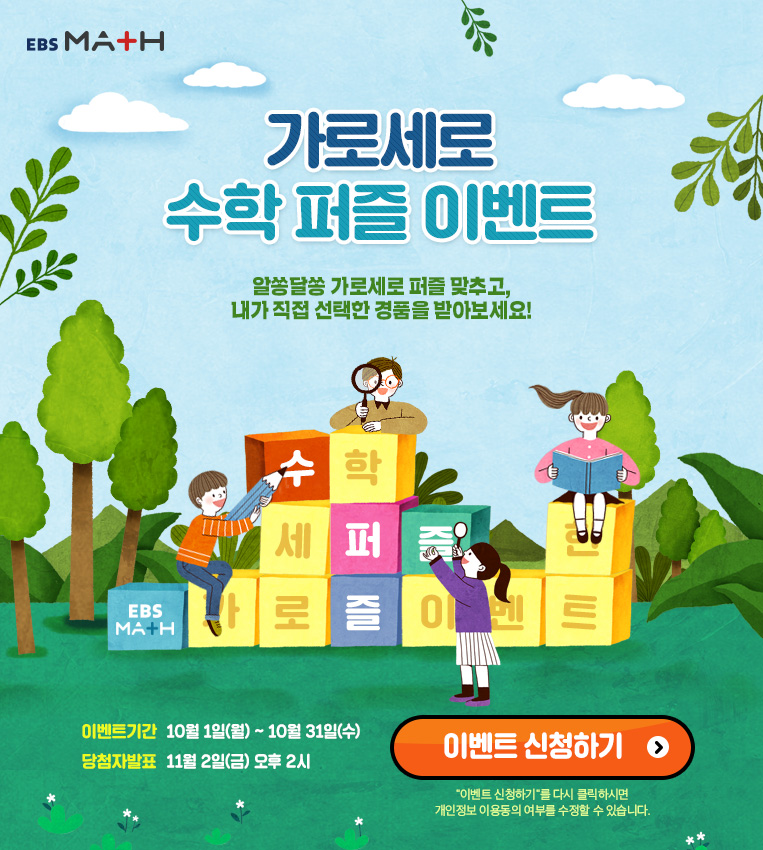 EBS MATH
가로세로
수학 퍼즐 이벤트
알쏭달쏭 가로세로 퍼즐 맞추고,
내가 직접 선택한 경품을 받아보세요!
수 학
세 퍼 즐 한
EBS
MATH
가 로 즐 이 벤 트
이벤트기간 10월 1일(월) ~ 10월 31일(수)
당첨자발표 11월 2일(금) 오후 2시
이벤트 신청하기
"이벤트 신청하기"를 다시 클릭하시면
개인정보 이용동의 여부를 수정할 수 있습니다.